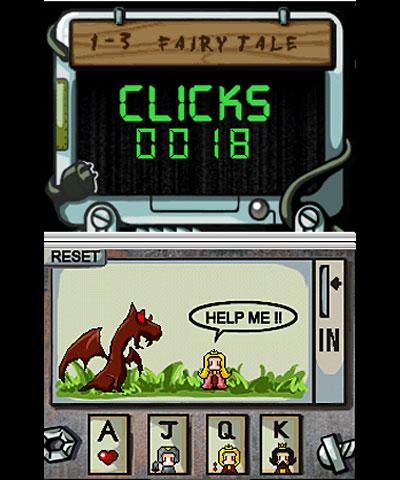 1-3 FAIRY TALE
CLICKS
0018
RESET
HELP ME !!
IN
A J Q K